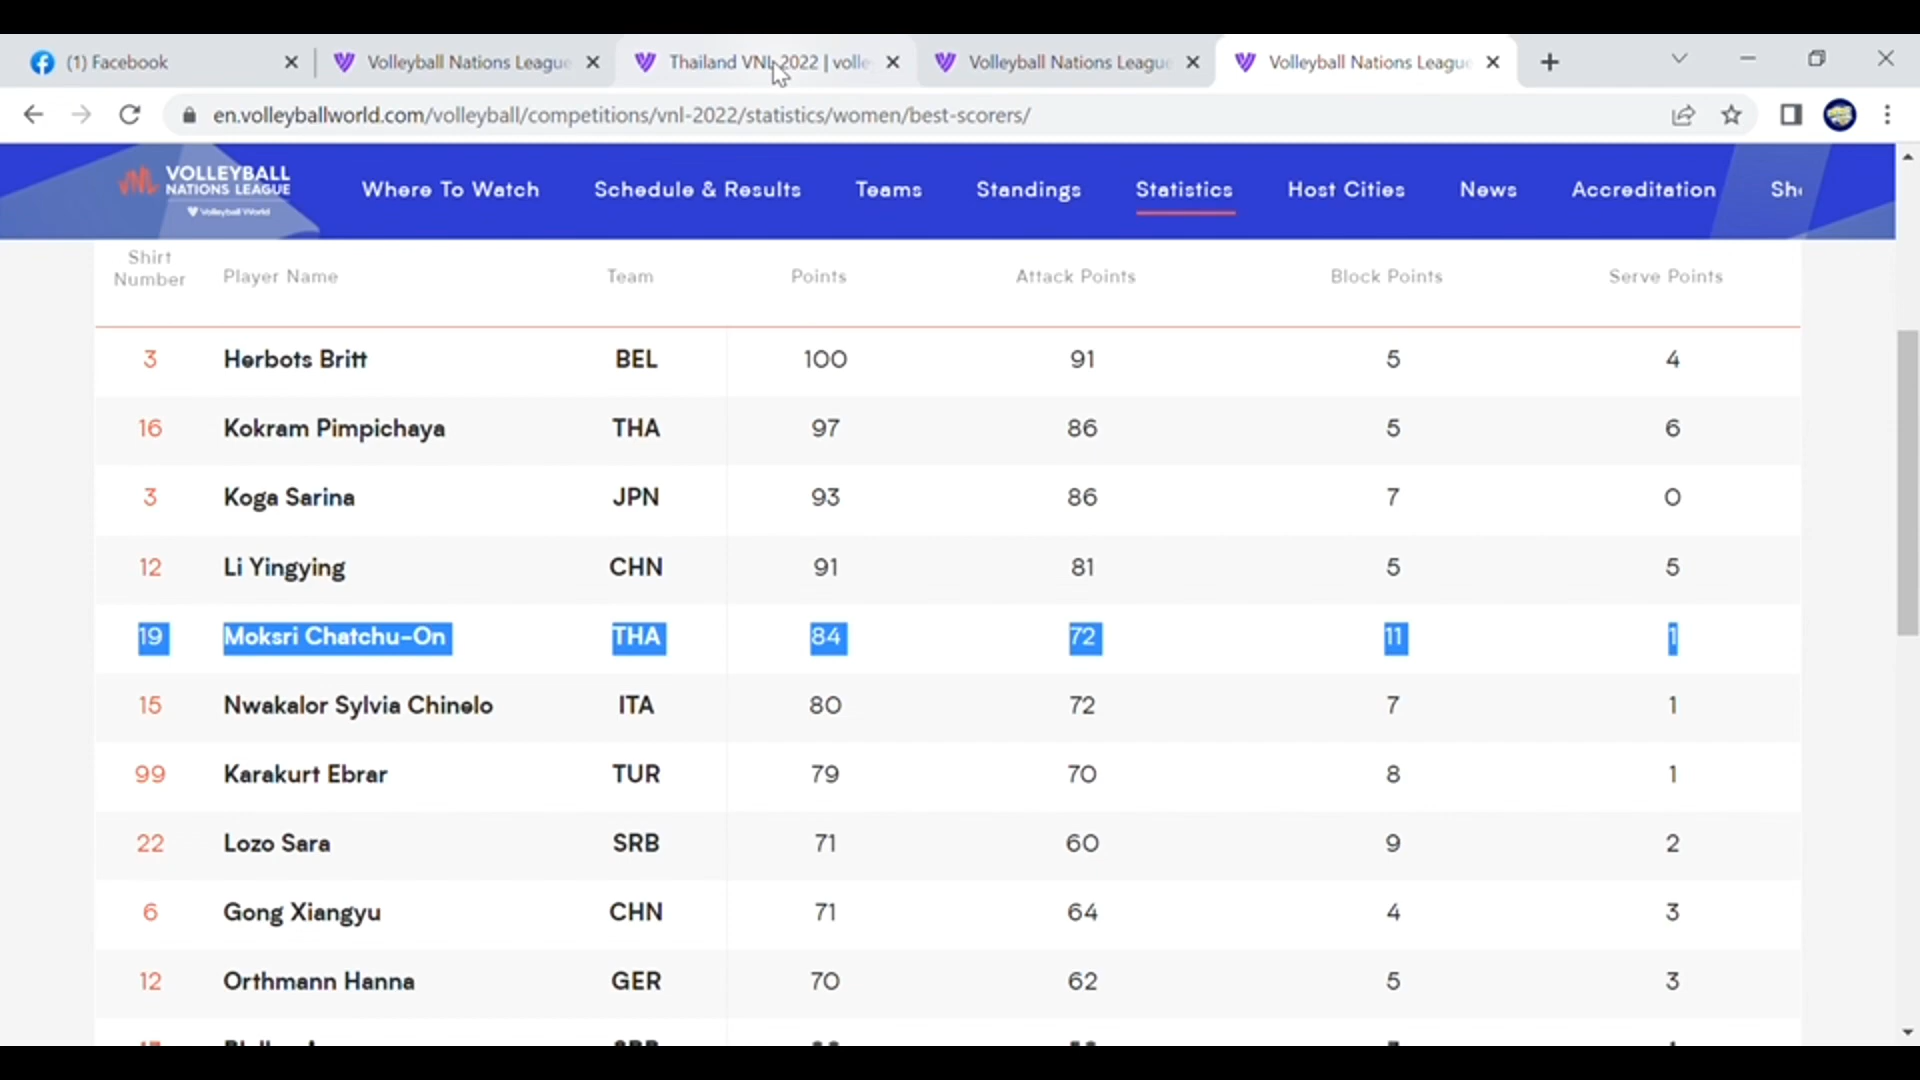 (1) Facebook
Volleyball Nations League
Thailand VNL 2022 | volle
Volleyball Nations League
Volleyball Nations League
en.volleyballworld.com/volleyball/competitions/vnl-2022/statistics/women/best-scorers/
VOLLEYBALL
NATIONS LEAGUE
Volleyball World
Where To Watch Schedule & Results Teams Standings Statistics Host Cities News Accreditation Sh
Shirt
Number Player Name Team Points Attack Points Block Points Serve Points
3 Herbots Britt BEL 100 91 5 4
16 Kokram Pimpichaya THA 97 86 5 6
3 Koga Sarina JPN 93 86 7 0
12 Li Yingying CHN 91 81 5 5
19 Moksri Chatchu-On THA 84 72 11 1
15 Nwakalor Sylvia Chinelo ITA 80 72 7 1
99 Karakurt Ebrar TUR 79 70 8 1
22 Lozo Sara SRB 71 60 9 2
6 Gong Xiangyu CHN 71 64 4 3
12 Orthmann Hanna GER 70 62 5 3